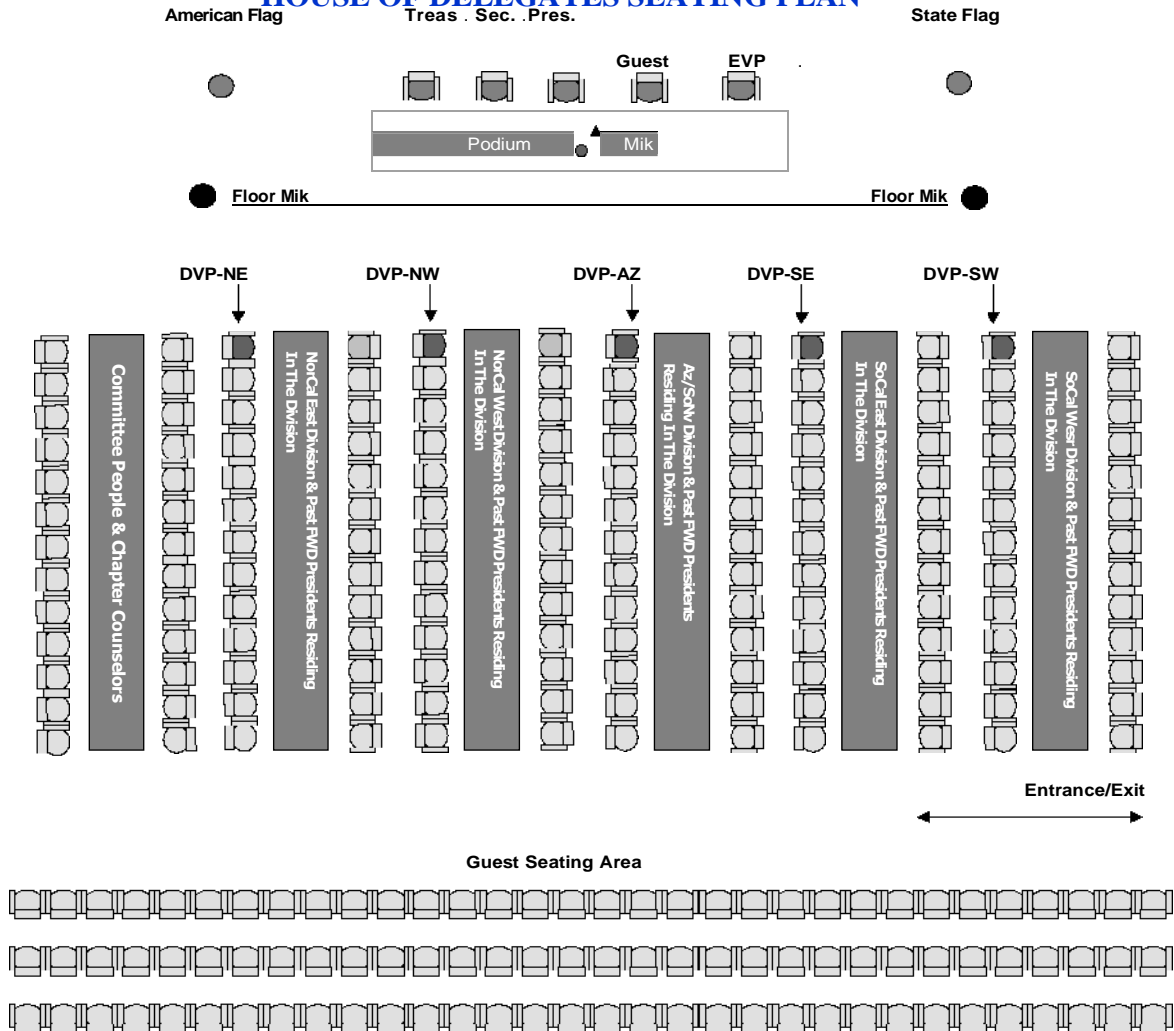 HOUSE OF DELEGATES SEATING PLAN
American Flag
Treas . Sec. .Pres.
State Flag
Guest
EVP .
Podium
Mik
Floor Mik
Floor Mik
DVP-NE
DVP-NW
DVP-AZ
DVP-SE
DVP-SW
Committee People & Chapter Counselors
NorCal East Division & Past FWD Presidents Residing
In The Division
NorCal West Division & Past FWD Presidents Residing
In The Division
Az/SoNv Division & Past FWD Presidents
Residing In The Division
SoCal East Division & Past FWD Presidents Residing
In The Division
SoCal Wesr Division & Past FWD Presidents Residing
In The Division
Entrance/Exit
Guest Seating Area